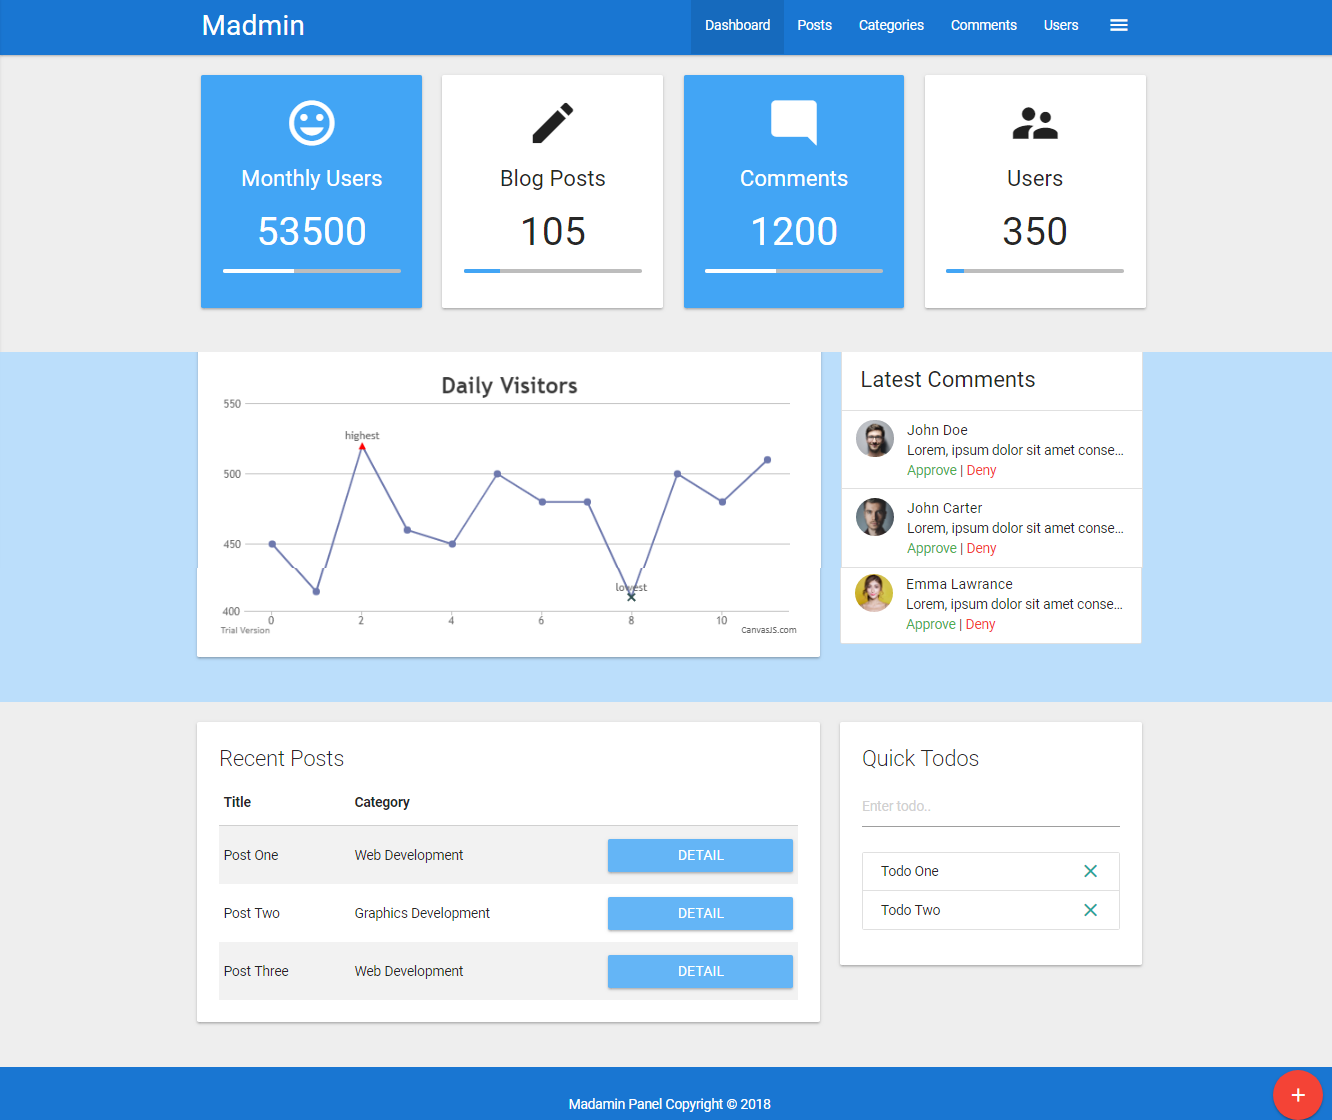 Madmin
Dashboard Posts Categories Comments Users
Monthly Users
53500
Blog Posts
105
Comments
1200
Users
350
Daily Visitors
550
500
450
400
highest
lowest
0 2 4 6 8 10
Trial Version
CanvasJS.com
Latest Comments
John Doe
Lorem, ipsum dolor sit amet conse...
Approve | Deny
John Carter
Lorem, ipsum dolor sit amet conse...
Approve | Deny
Emma Lawrance
Lorem, ipsum dolor sit amet conse...
Approve | Deny
Recent Posts
Title Category
Post One Web Development DETAIL
Post Two Graphics Development DETAIL
Post Three Web Development DETAIL
Quick Todos
Enter todo..
Todo One
Todo Two
Madamin Panel Copyright © 2018